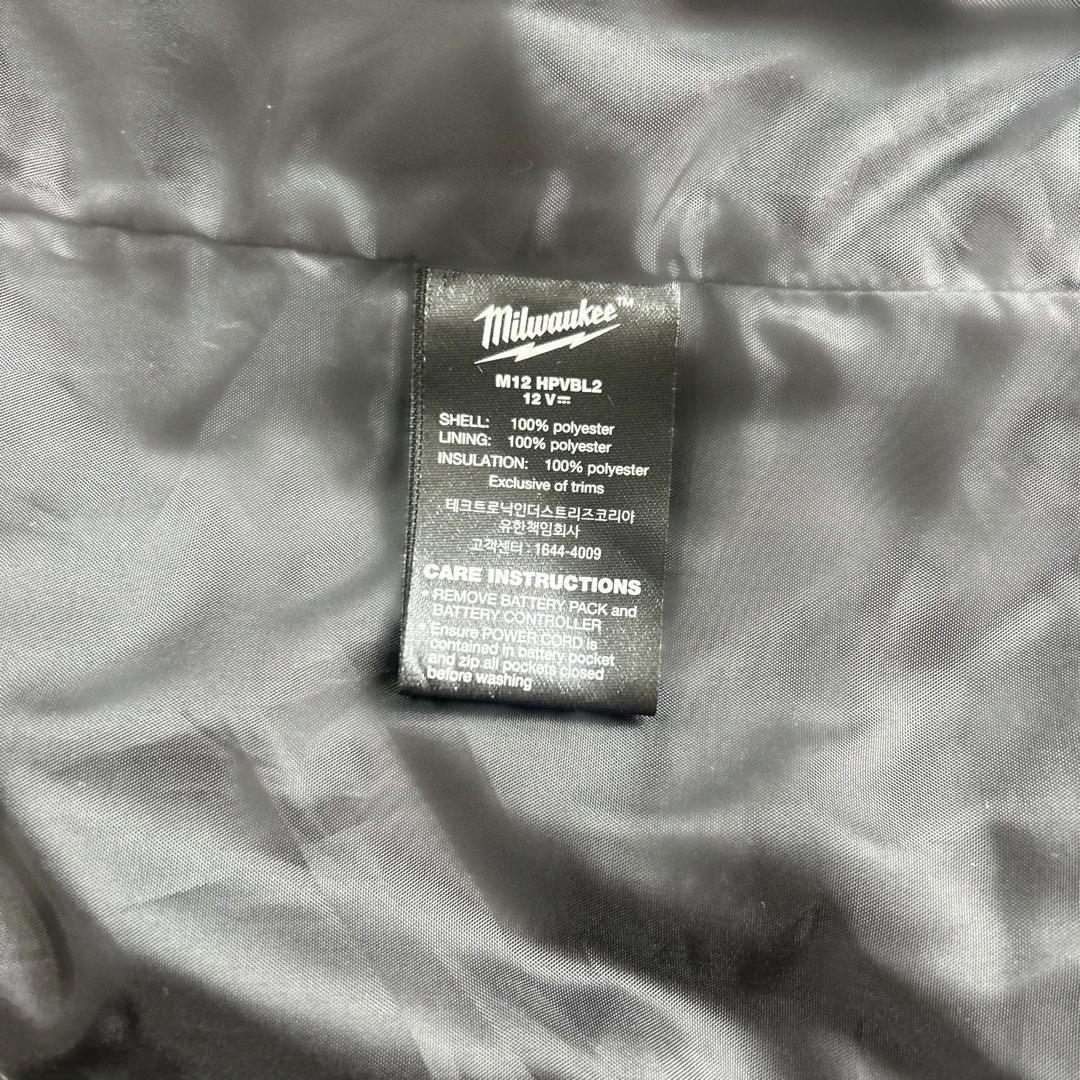 Milwaukee™
M12 HPVBL2
12 V⎓
SHELL: 100% polyester
LINING: 100% polyester
INSULATION: 100% polyester
Exclusive of trims
테크트로닉인더스트리즈코리아
유한책임회사
고객센터 : 1644-4009
CARE INSTRUCTIONS
• REMOVE BATTERY PACK and
BATTERY CONTROLLER
• Ensure POWER CORD is
contained in battery pocket
and zip all pockets closed
before washing